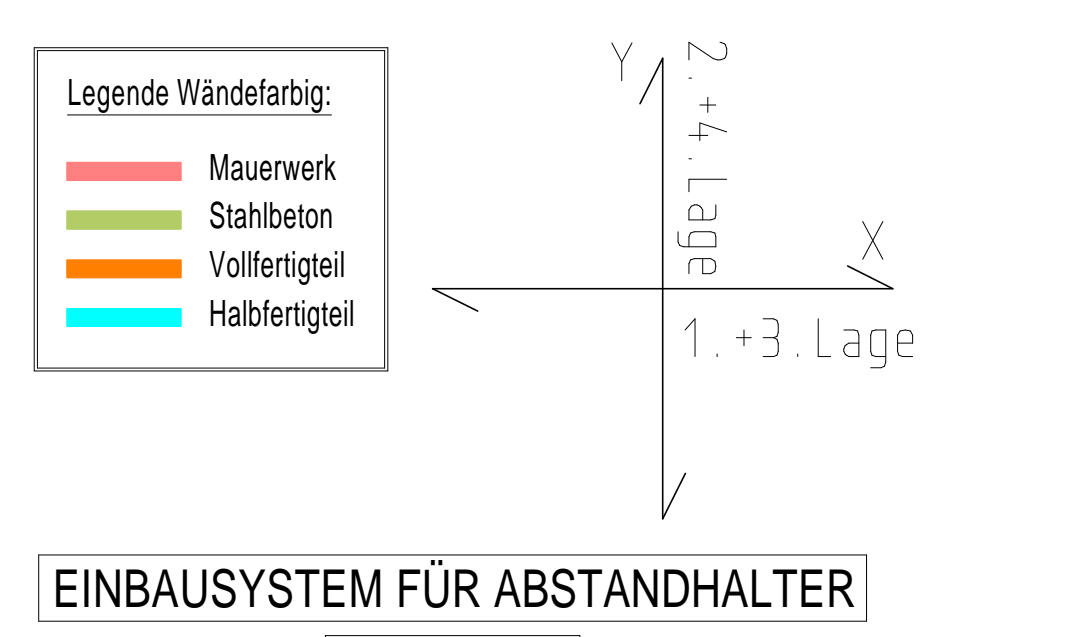 Legende Wändefarbig:
Mauerwerk
Stahlbeton
Vollfertigteil
Halbfertigteil
Y
2.+4.Lage
X
1.+3.Lage
EINBAUSYSTEM FÜR ABSTANDHALTER